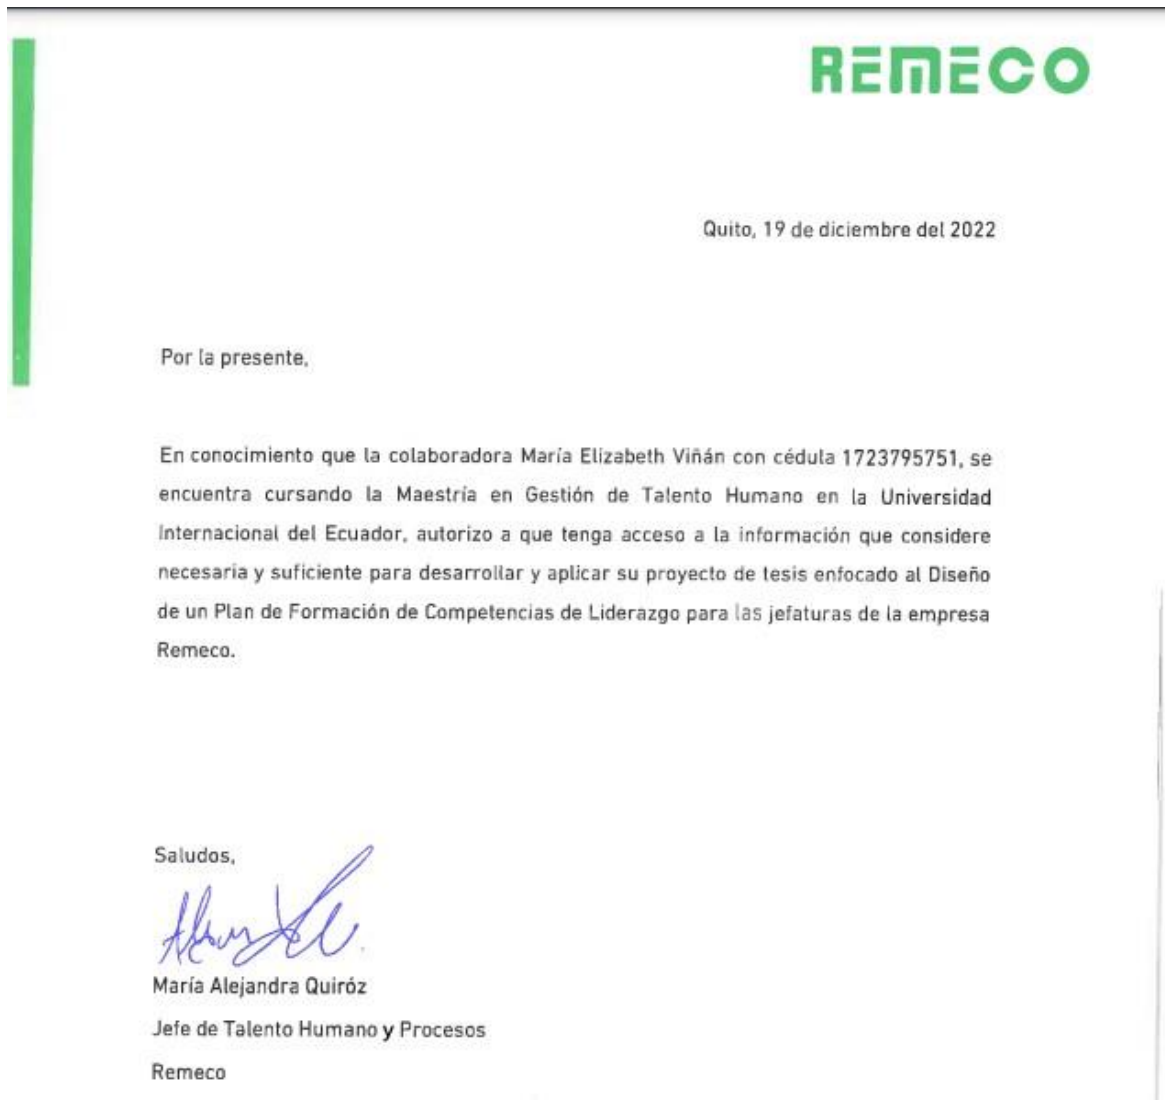 REMECO
Quito, 19 de diciembre del 2022
Por la presente,
En conocimiento que la colaboradora María Elizabeth Viñán con cédula 1723795751, se
encuentra cursando la Maestría en Gestión de Talento Humano en la Universidad
Internacional del Ecuador, autorizo a que tenga acceso a la información que considere
necesaria y suficiente para desarrollar y aplicar su proyecto de tesis enfocado al Diseño
de un Plan de Formación de Competencias de Liderazgo para las jefaturas de la empresa
Remeco.
Saludos,
María Alejandra Quiróz
Jefe de Talento Humano y Procesos
Remeco